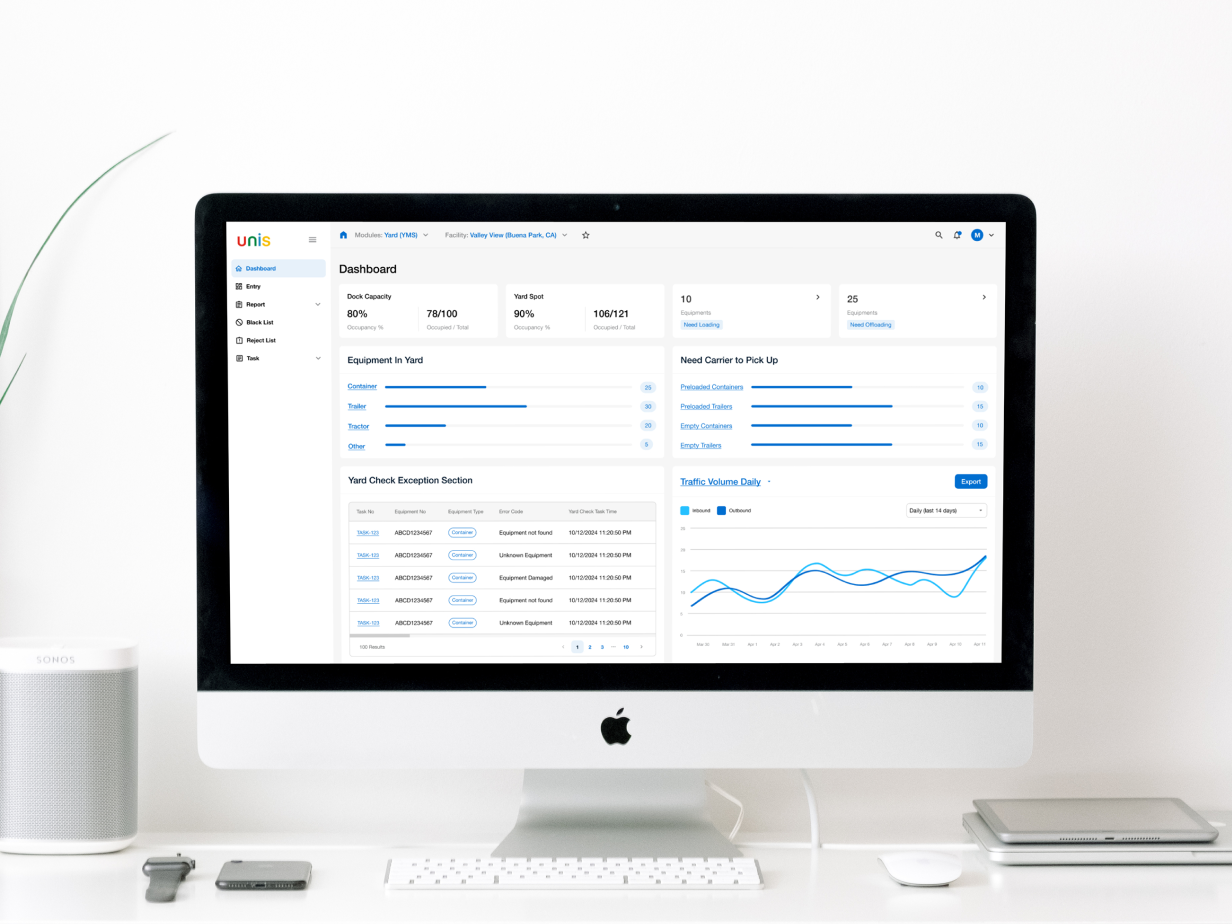 unis
Modules: Yard (YMS)
Facility: Valley View (Buena Park, CA)
M
Dashboard
Entry
Report
Black List
Reject List
Task
Dashboard
Dock Capacity
80%
Occupancy %
78/100
Occupied / Total
Yard Spot
90%
Occupancy %
106/121
Occupied / Total
10
Equipments
Need Loading
25
Equipments
Need Offloading
Equipment In Yard
Container 25
Trailer 30
Tractor 20
Other 5
Need Carrier to Pick Up
Preloaded Containers 10
Preloaded Trailers 15
Empty Containers 10
Empty Trailers 15
Yard Check Exception Section
Task No Equipment No Equipment Type Error Code Yard Check Task Time
TASK-123 ABCD1234567 Container Equipment not found 10/12/2024 11:20:50 PM
TASK-123 ABCD1234567 Container Unknown Equipment 10/12/2024 11:20:50 PM
TASK-123 ABCD1234567 Container Equipment Damaged 10/12/2024 11:20:50 PM
TASK-123 ABCD1234567 Container Equipment not found 10/12/2024 11:20:50 PM
TASK-123 ABCD1234567 Container Unknown Equipment 10/12/2024 11:20:50 PM
100 Results
1 2 3 ··· 10
Traffic Volume Daily
Export
Inbound Outbound
Daily (last 14 days)
15
10
5
0
Apr 1 Apr 2 Apr 3 Apr 4 Apr 5 Apr 6 Apr 7 Apr 8 Apr 9 Apr 10 Apr 11
SONOS